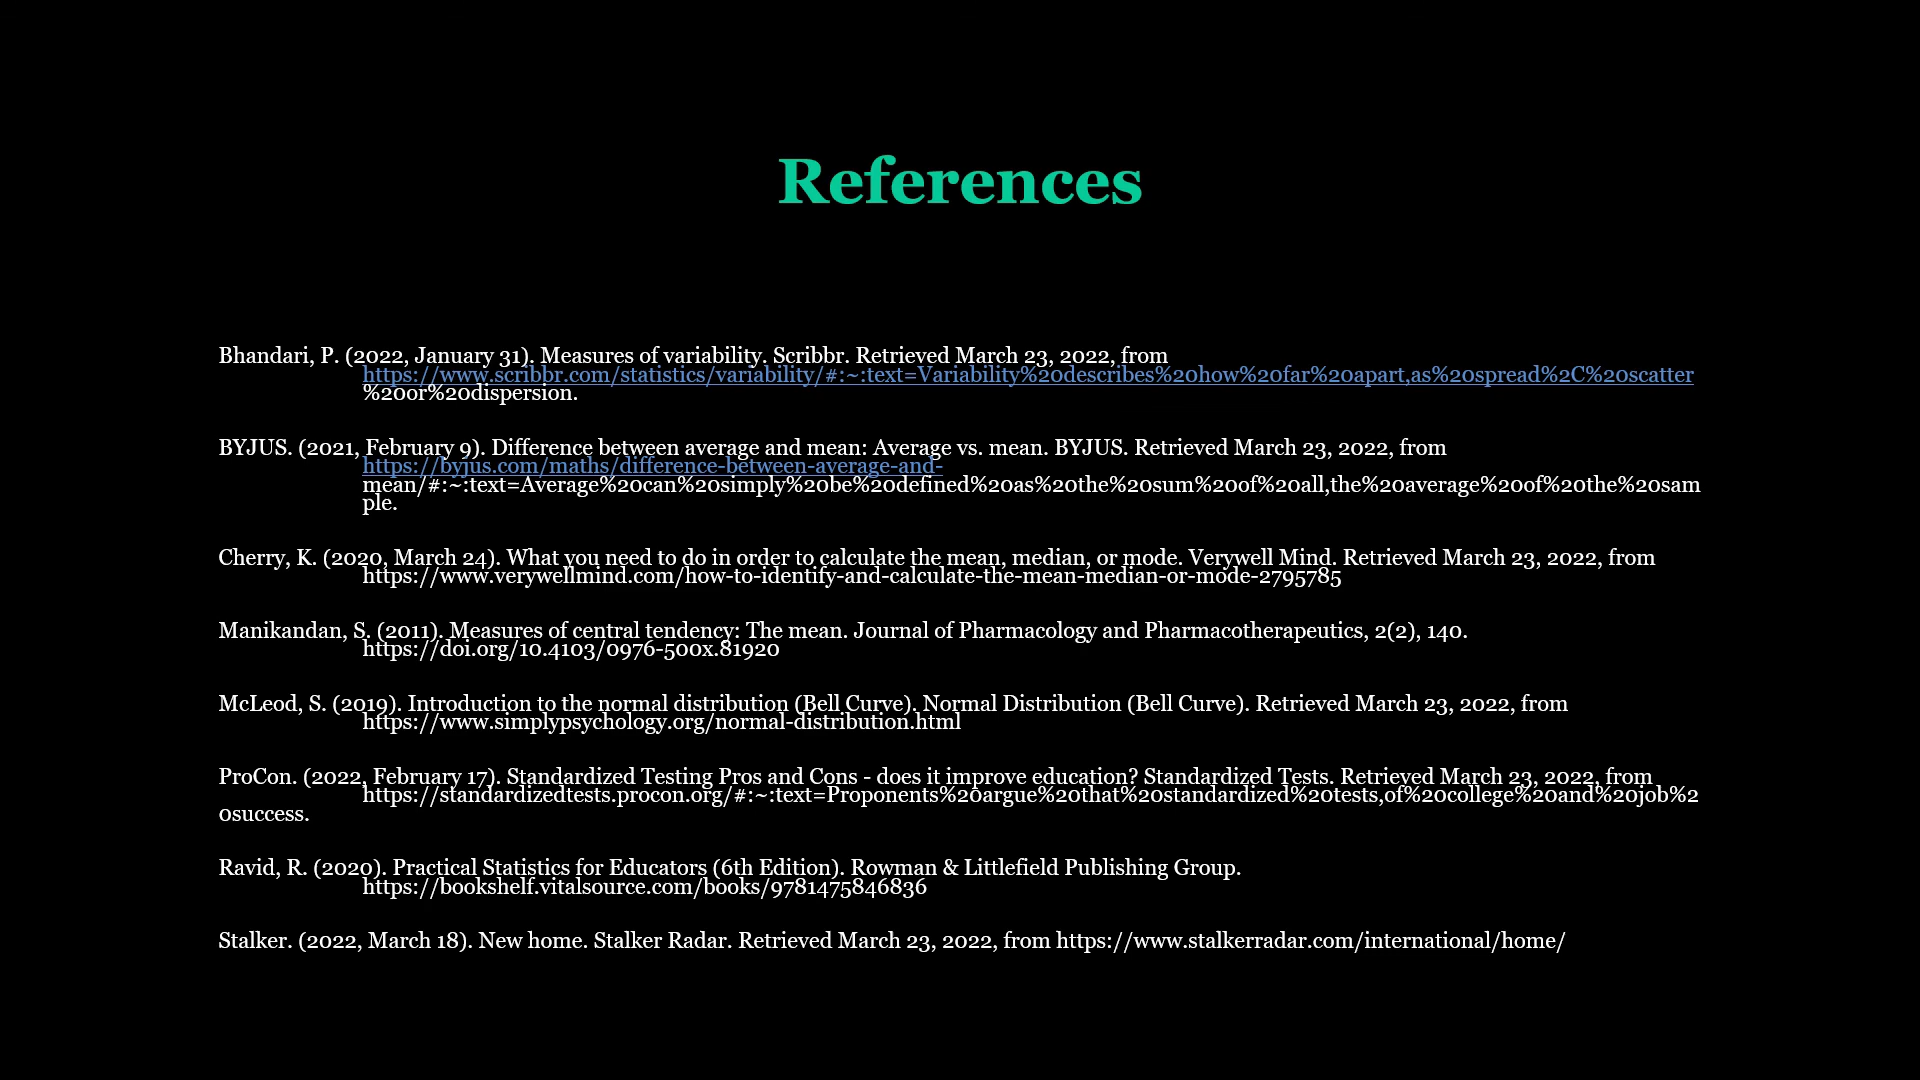 References
Bhandari, P. (2022, January 31). Measures of variability. Scribbr. Retrieved March 23, 2022, from
https://www.scribbr.com/statistics/variability/#:~:text=Variability%20describes%20how%20far%20apart,as%20spread%2C%20scatter
%20or%20dispersion.
BYJUS. (2021, February 9). Difference between average and mean: Average vs. mean. BYJUS. Retrieved March 23, 2022, from
https://byjus.com/maths/difference-between-average-and-
mean/#:~:text=Average%20can%20simply%20be%20defined%20as%20the%20sum%20of%20all,the%20average%20of%20the%20sam
ple.
Cherry, K. (2020, March 24). What you need to do in order to calculate the mean, median, or mode. Verywell Mind. Retrieved March 23, 2022, from
https://www.verywellmind.com/how-to-identify-and-calculate-the-mean-median-or-mode-2795785
Manikandan, S. (2011). Measures of central tendency: The mean. Journal of Pharmacology and Pharmacotherapeutics, 2(2), 140.
https://doi.org/10.4103/0976-500x.81920
McLeod, S. (2019). Introduction to the normal distribution (Bell Curve). Normal Distribution (Bell Curve). Retrieved March 23, 2022, from
https://www.simplypsychology.org/normal-distribution.html
ProCon. (2022, February 17). Standardized Testing Pros and Cons - does it improve education? Standardized Tests. Retrieved March 23, 2022, from
https://standardizedtests.procon.org/#:~:text=Proponents%20argue%20that%20standardized%20tests,of%20college%20and%20job%2
0success.
Ravid, R. (2020). Practical Statistics for Educators (6th Edition). Rowman & Littlefield Publishing Group.
https://bookshelf.vitalsource.com/books/9781475846836
Stalker. (2022, March 18). New home. Stalker Radar. Retrieved March 23, 2022, from https://www.stalkerradar.com/international/home/